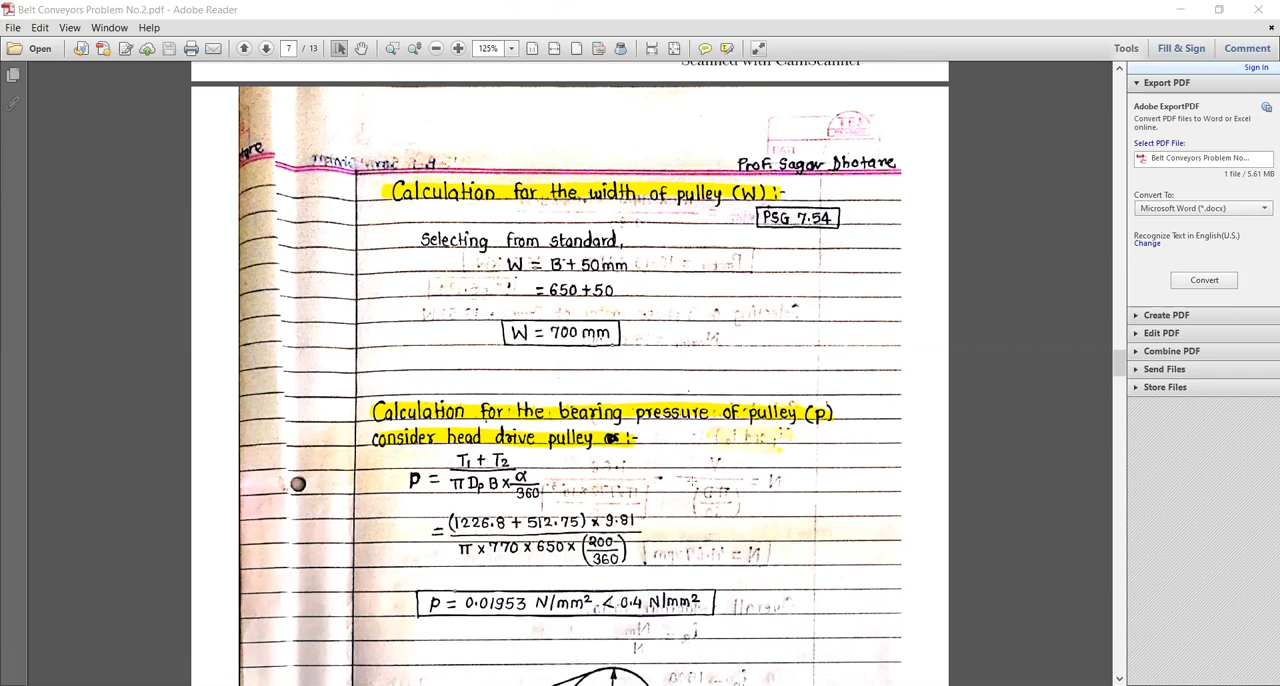 Belt Conveyors Problem No.2.pdf - Adobe Reader
File Edit View Window Help
Open 7 / 13 125% Tools Fill & Sign Comment
Sign In
Export PDF
Adobe ExportPDF
Convert PDF files to Word or Excel
online.
Select PDF File:
Belt Conveyors Problem No...
1 file / 5.61 MB
Convert To:
Microsoft Word (*.docx)
Recognize Text in English(U.S.)
Change
Convert
Create PDF
Edit PDF
Combine PDF
Send Files
Store Files
Scanned with CamScanner
Prof. Sagar Dhotare
Calculation for the width of pulley (W) :-
PSG 7.54
Selecting from standard,
W = B + 50mm
= 650 + 50
W = 700 mm
Calculation for the bearing pressure of pulley (p)
consider head drive pulley :-
p = T₁ + T₂ / π Dp B × α/360
= (1226.8 + 512.75) × 9.81 / π × 770 × 650 × (200/360)
p = 0.01953 N/mm² < 0.4 N/mm²